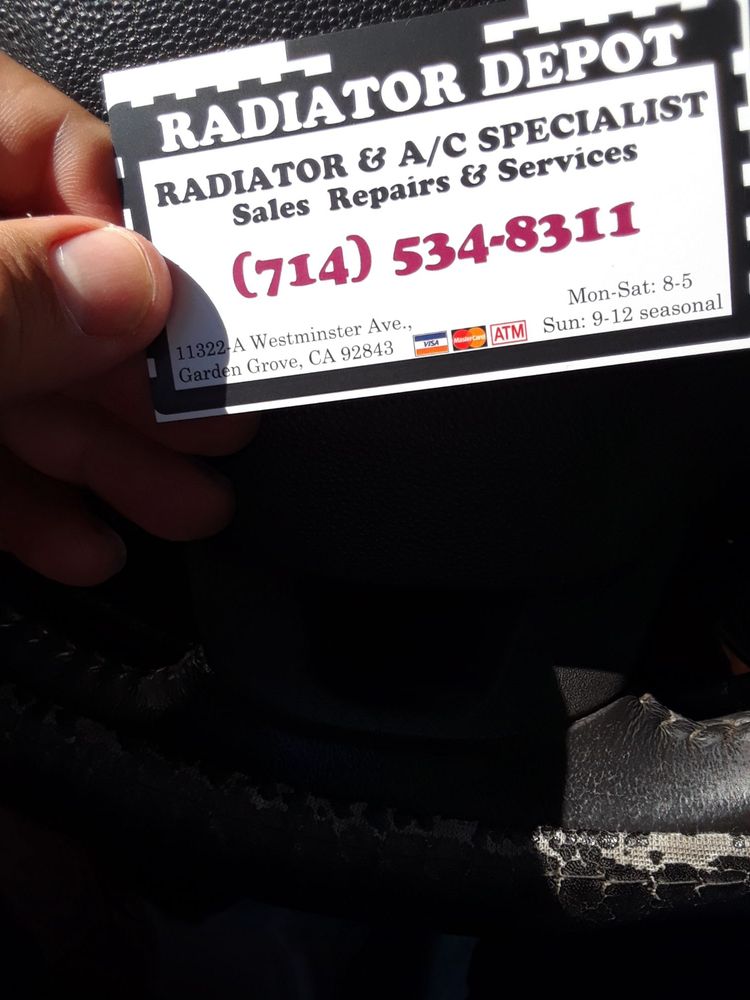 RADIATOR DEPOT
RADIATOR & A/C SPECIALIST
Sales Repairs & Services
(714) 534-8311
11322-A Westminster Ave.,
Garden Grove, CA 92843
VISA MasterCard ATM
Mon-Sat: 8-5
Sun: 9-12 seasonal